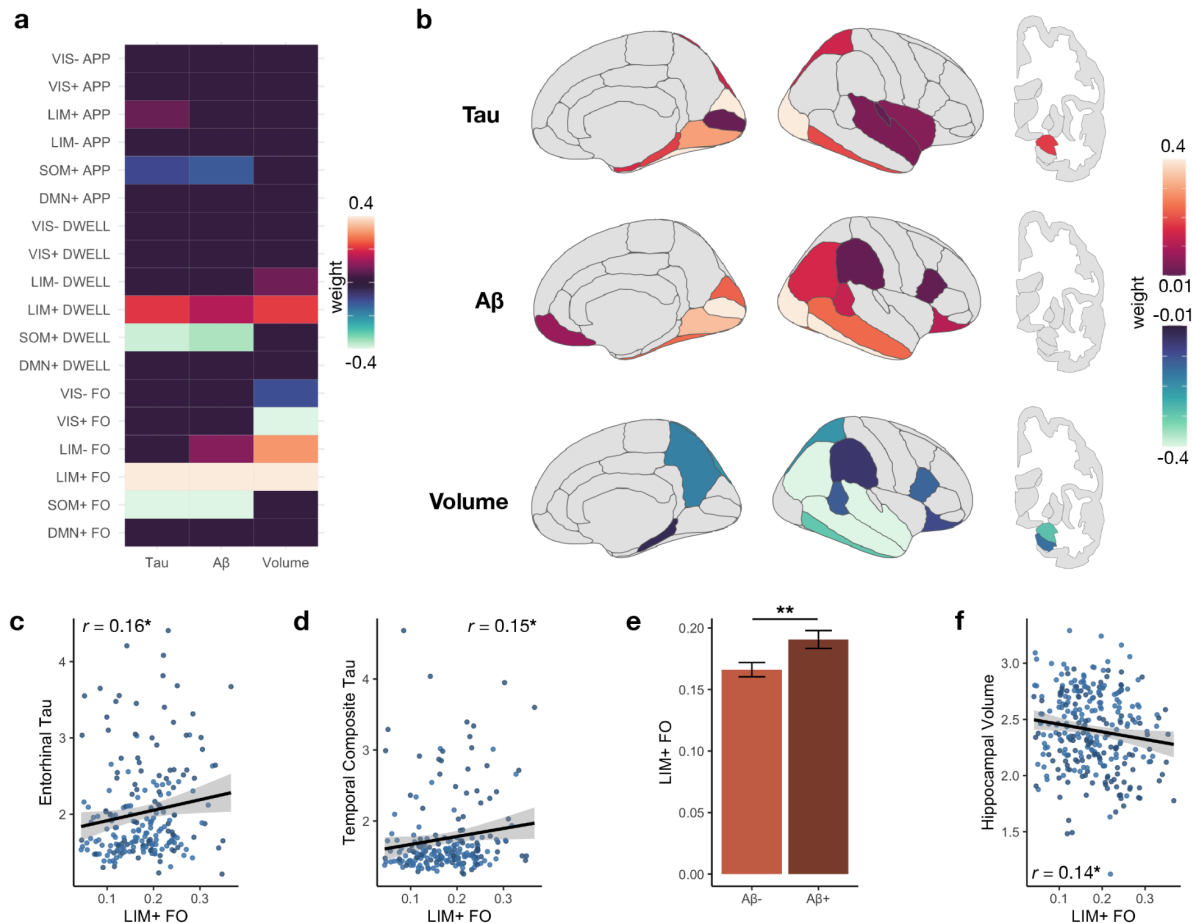 a
VIS- APP
VIS+ APP
LIM+ APP
LIM- APP
SOM+ APP
DMN+ APP
VIS- DWELL
VIS+ DWELL
LIM- DWELL
LIM+ DWELL
SOM+ DWELL
DMN+ DWELL
VIS- FO
VIS+ FO
LIM- FO
LIM+ FO
SOM+ FO
DMN+ FO
Tau Aβ Volume
0.4
weight
-0.4
b
Tau
Aβ
Volume
0.4
0.01
weight
-0.01
-0.4
c
r = 0.16*
Entorhinal Tau
4
3
2
0.1 0.2 0.3
LIM+ FO
d
r = 0.15*
Temporal Composite Tau
4
3
2
0.1 0.2 0.3
LIM+ FO
e
**
LIM+ FO
0.20
0.15
0.10
0.05
0.00
Aβ- Aβ+
f
Hippocampal Volume
3.0
2.5
2.0
1.5
r = 0.14*
0.1 0.2 0.3
LIM+ FO